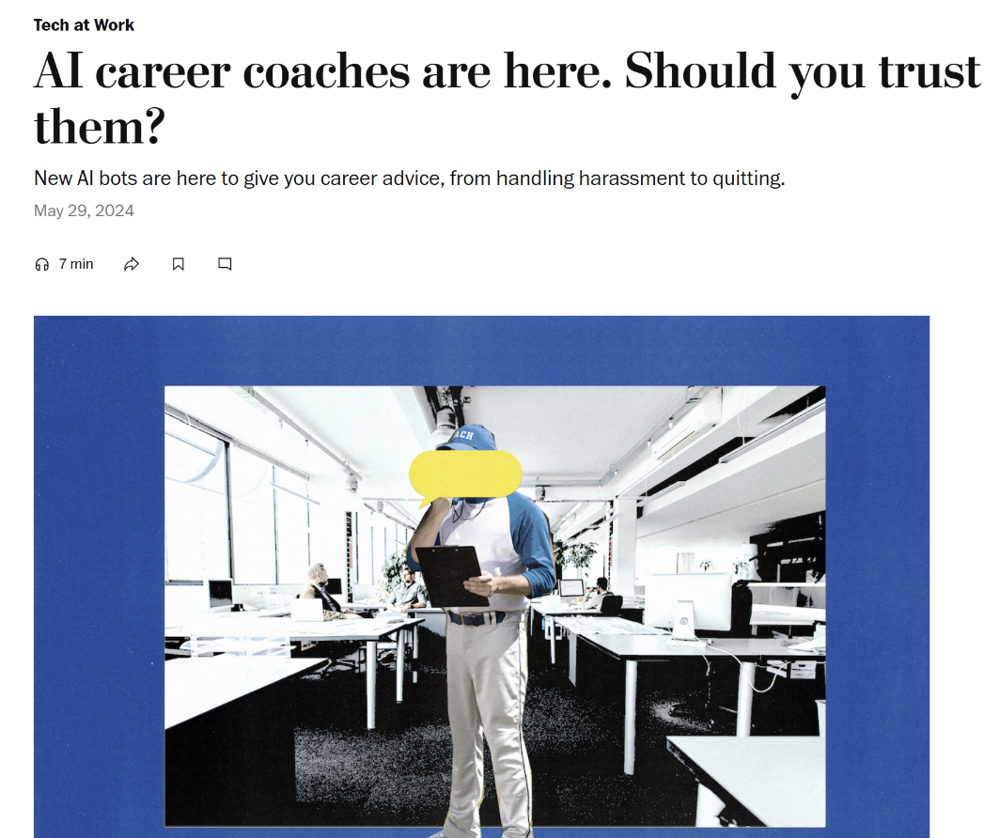 Tech at Work
AI career coaches are here. Should you trust
them?
New AI bots are here to give you career advice, from handling harassment to quitting.
May 29, 2024
7 min
ACH